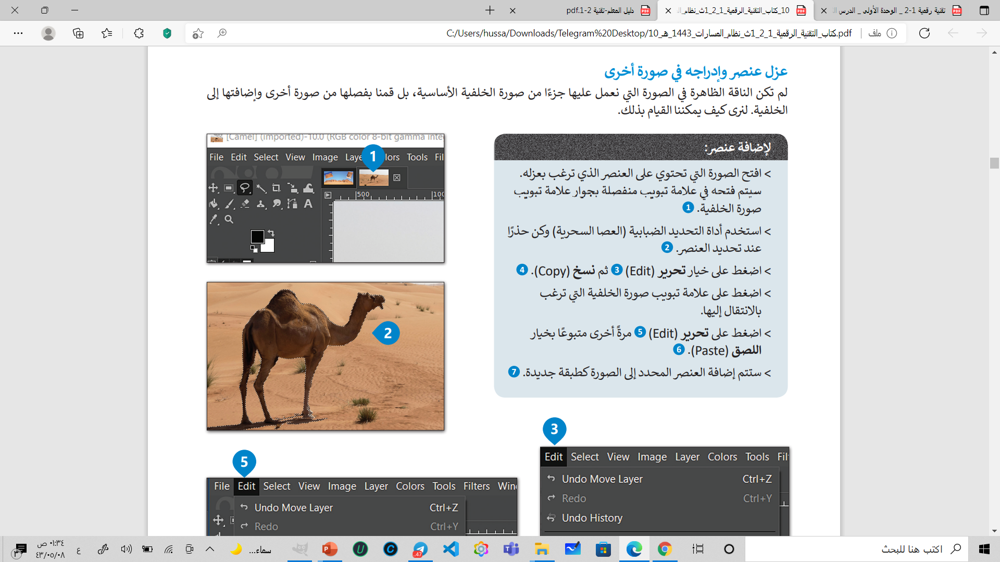 تقنية رقمية 1-2 _ الوحدة الأولى _ الدرس ال
10_كتاب_التقنية_الرقمية_1_2_1ث_نظام_ال
دليل المعلم-تقنية 2-1.pdf
ملف
C:/Users/hussa/Downloads/Telegram%20Desktop/10_كتاب_التقنية_الرقمية_1_2_1ث_نظام_المسارات_1443_هـ.pdf
عزل عنصر وإدراجه في صورة أخرى
لم تكن الناقة الظاهرة في الصورة التي نعمل عليها جزءًا من صورة الخلفية الأساسية، بل قمنا بفصلها من صورة أخرى وإضافتها إلى
الخلفية. لنرى كيف يمكننا القيام بذلك.
لإضافة عنصر:
> افتح الصورة التي تحتوي على العنصر الذي ترغب بعزله.
سيتم فتحه في علامة تبويب منفصلة بجوار علامة تبويب
صورة الخلفية. 1
> استخدم أداة التحديد الضبابية (العصا السحرية) وكن حذرًا
عند تحديد العنصر. 2
> اضغط على خيار تحرير (Edit) 3 ثم نسخ (Copy). 4
> اضغط على علامة تبويب صورة الخلفية التي ترغب
بالانتقال إليها.
> اضغط على تحرير (Edit) 5 مرةً أخرى متبوعًا بخيار
اللصق (Paste). 6
> ستتم إضافة العنصر المحدد إلى الصورة كطبقة جديدة. 7
[Camel] (imported)-10.0 (RGB color 8-bit gamma inte
File Edit Select View Image Laye 1 lors Tools Fil
500 100
2
3
Edit Select View Image Layer Colors Tools Fil
Undo Move Layer Ctrl+Z
Redo Ctrl+Y
Undo History
5
File Edit Select View Image Layer Colors Tools Filters Win
Undo Move Layer Ctrl+Z
Redo Ctrl+Y
اكتب هنا للبحث
47..
سماء...
ع
٠١:٣٤ ص
٤٣/٠٥/٠٨
٣